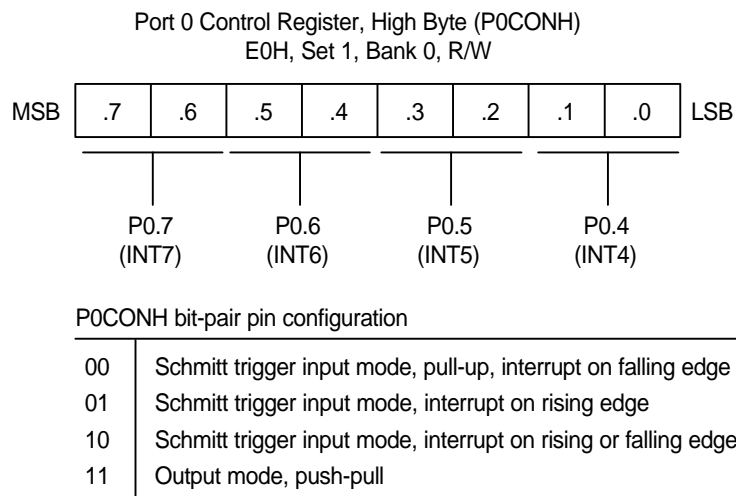 Port 0 Control Register, High Byte (P0CONH)
E0H, Set 1, Bank 0, R/W
MSB .7 .6 .5 .4 .3 .2 .1 .0 LSB
P0.7 P0.6 P0.5 P0.4
(INT7) (INT6) (INT5) (INT4)
P0CONH bit-pair pin configuration
00 Schmitt trigger input mode, pull-up, interrupt on falling edge
01 Schmitt trigger input mode, interrupt on rising edge
10 Schmitt trigger input mode, interrupt on rising or falling edge
11 Output mode, push-pull